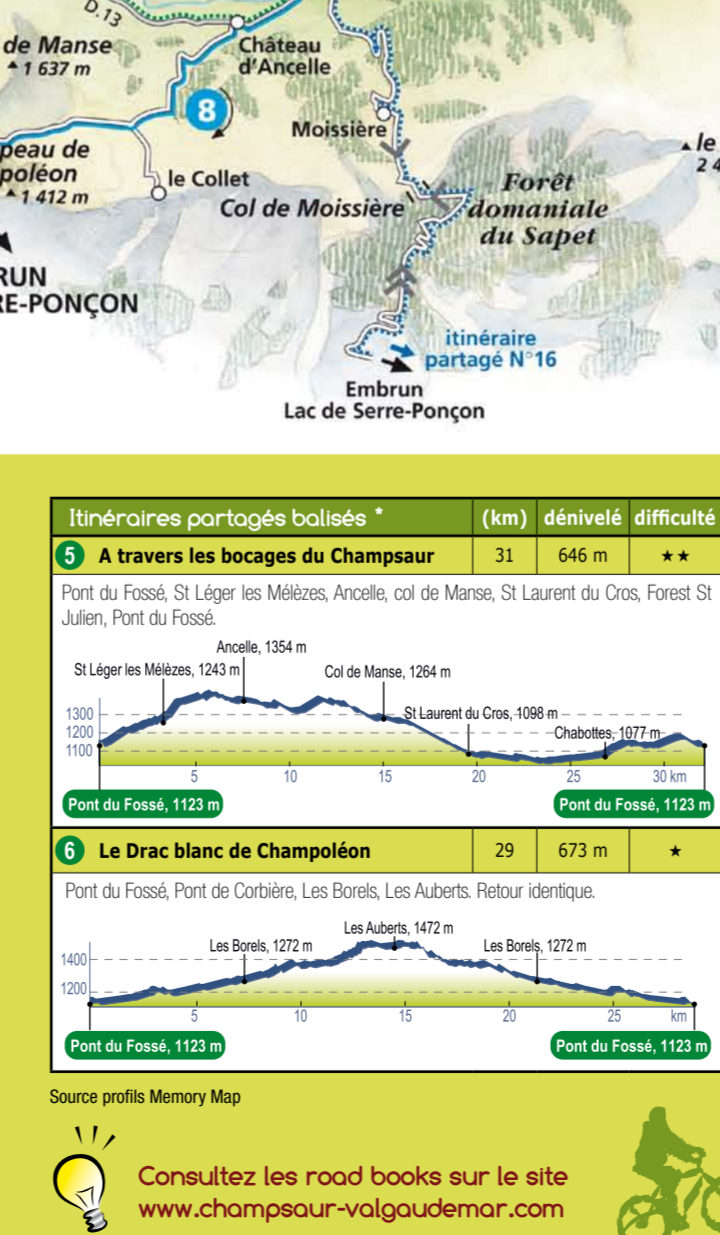 D.13
de Manse
1 637 m
Château
d'Ancelle
8
Moissière
peau de
poléon
1 412 m
le Collet
Col de Moissière
Forêt
domaniale
du Sapet
le
2 4
RUN
RE-PONÇON
itinéraire
partagé N°16
Embrun
Lac de Serre-Ponçon
Itinéraires partagés balisés * (km) dénivelé difficulté
5 A travers les bocages du Champsaur 31 646 m ★★
Pont du Fossé, St Léger les Mélèzes, Ancelle, col de Manse, St Laurent du Cros, Forest St
Julien, Pont du Fossé.
Ancelle, 1354 m
St Léger les Mélèzes, 1243 m
Col de Manse, 1264 m
St Laurent du Cros, 1098 m
Chabottes, 1077 m
1300
1200
1100
5 10 15 20 25 30 km
Pont du Fossé, 1123 m Pont du Fossé, 1123 m
6 Le Drac blanc de Champoléon 29 673 m ★
Pont du Fossé, Pont de Corbière, Les Borels, Les Auberts. Retour identique.
Les Auberts, 1472 m
Les Borels, 1272 m
Les Borels, 1272 m
1400
1200
5 10 15 20 25 km
Pont du Fossé, 1123 m Pont du Fossé, 1123 m
Source profils Memory Map
Consultez les road books sur le site
www.champsaur-valgaudemar.com